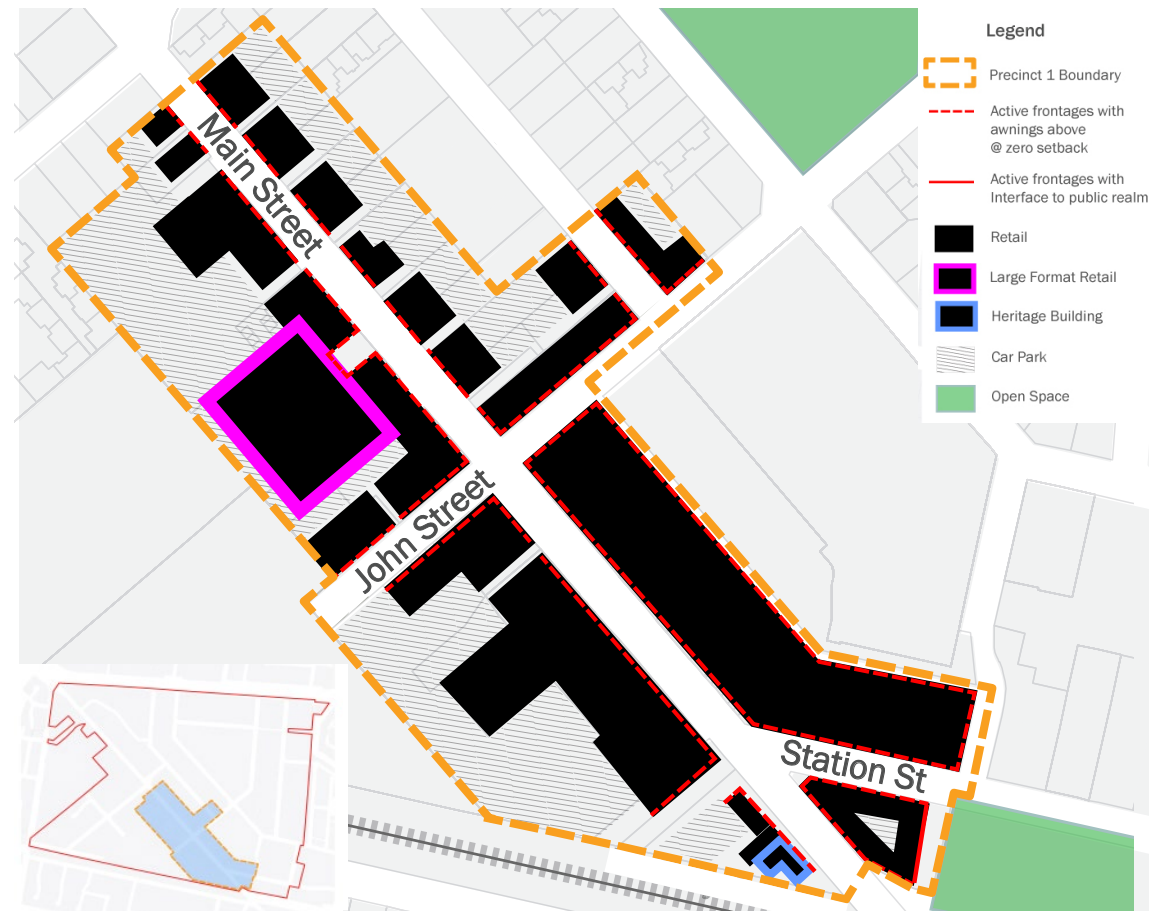 Legend
Precinct 1 Boundary
Active frontages with
awnings above
@ zero setback
Active frontages with
Interface to public realm
Retail
Large Format Retail
Heritage Building
Car Park
Open Space
Main Street
John Street
Station St